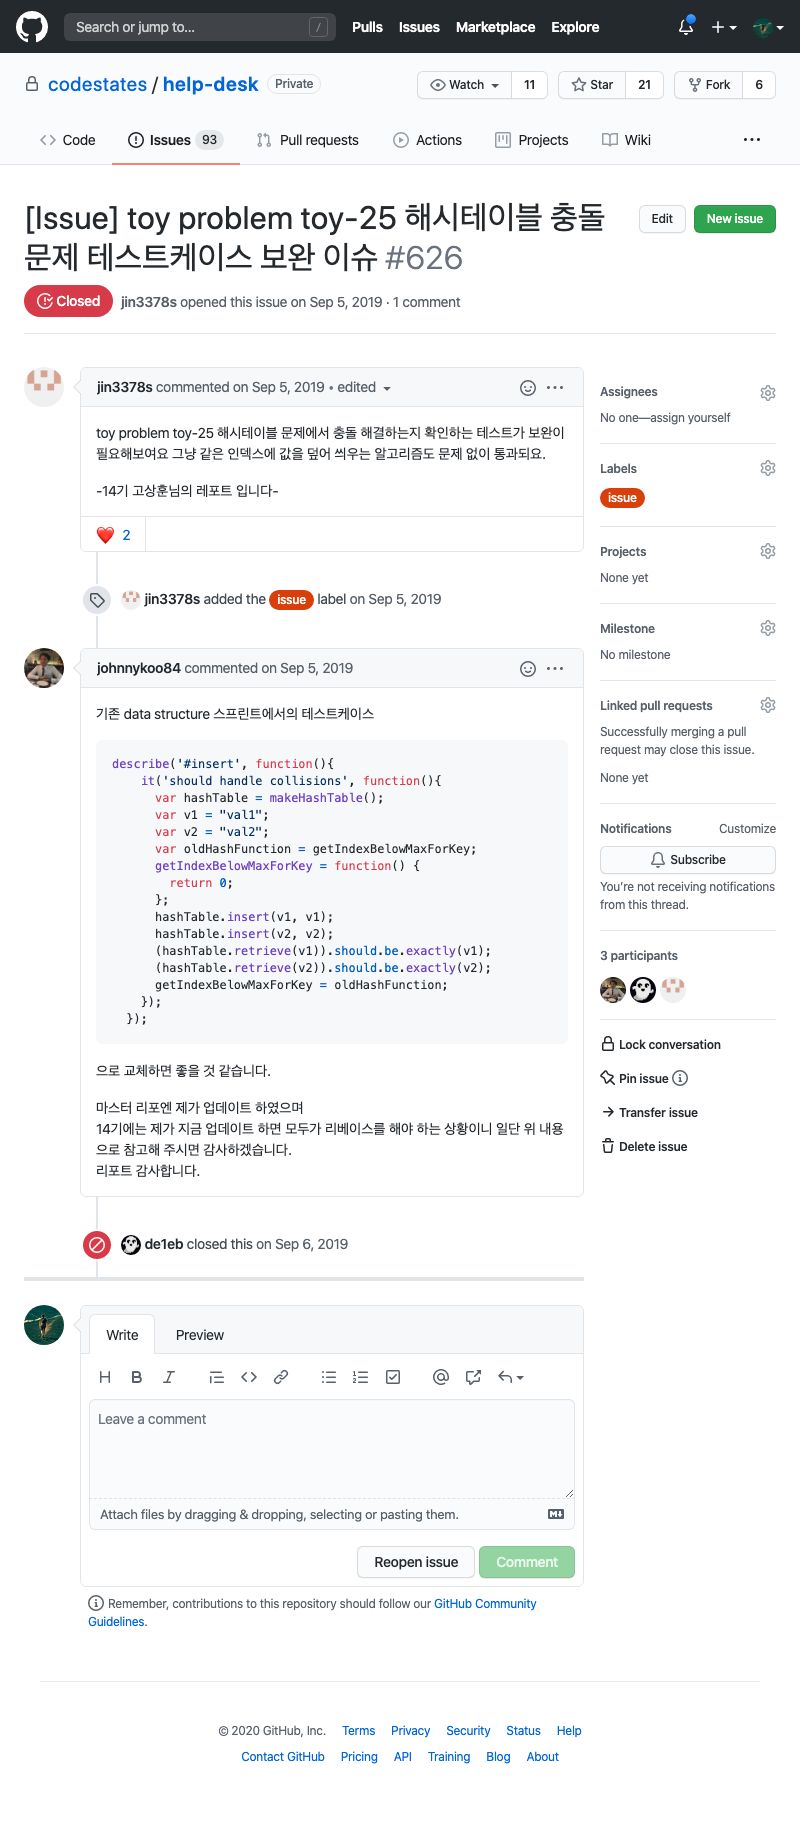 Search or jump to...
/
Pulls Issues Marketplace Explore
codestates / help-desk Private
Watch 11 Star 21 Fork 6
Code Issues 93 Pull requests Actions Projects Wiki
[Issue] toy problem toy-25 해시테이블 충돌
문제 테스트케이스 보완 이슈 #626
Edit New issue
Closed jin3378s opened this issue on Sep 5, 2019 · 1 comment
jin3378s commented on Sep 5, 2019 • edited
toy problem toy-25 해시테이블 문제에서 충돌 해결하는지 확인하는 테스트가 보완이
필요해보여요 그냥 같은 인덱스에 값을 덮어 씌우는 알고리즘도 문제 없이 통과되요.
-14기 고상훈님의 레포트 입니다-
❤️ 2
jin3378s added the issue label on Sep 5, 2019
johnnykoo84 commented on Sep 5, 2019
기존 data structure 스프린트에서의 테스트케이스
describe('#insert', function(){
    it('should handle collisions', function(){
      var hashTable = makeHashTable();
      var v1 = "val1";
      var v2 = "val2";
      var oldHashFunction = getIndexBelowMaxForKey;
      getIndexBelowMaxForKey = function() {
        return 0;
      };
      hashTable.insert(v1, v1);
      hashTable.insert(v2, v2);
      (hashTable.retrieve(v1)).should.be.exactly(v1);
      (hashTable.retrieve(v2)).should.be.exactly(v2);
      getIndexBelowMaxForKey = oldHashFunction;
    });
  });
으로 교체하면 좋을 것 같습니다.
마스터 리포엔 제가 업데이트 하였으며
14기에는 제가 지금 업데이트 하면 모두가 리베이스를 해야 하는 상황이니 일단 위 내용
으로 참고해 주시면 감사하겠습니다.
리포트 감사합니다.
de1eb closed this on Sep 6, 2019
Assignees
No one—assign yourself
Labels
issue
Projects
None yet
Milestone
No milestone
Linked pull requests
Successfully merging a pull
request may close this issue.
None yet
Notifications Customize
Subscribe
You're not receiving notifications
from this thread.
3 participants
Lock conversation
Pin issue
Transfer issue
Delete issue
Write Preview
Leave a comment
Attach files by dragging & dropping, selecting or pasting them.
Reopen issue Comment
Remember, contributions to this repository should follow our GitHub Community
Guidelines.
© 2020 GitHub, Inc. Terms Privacy Security Status Help
Contact GitHub Pricing API Training Blog About